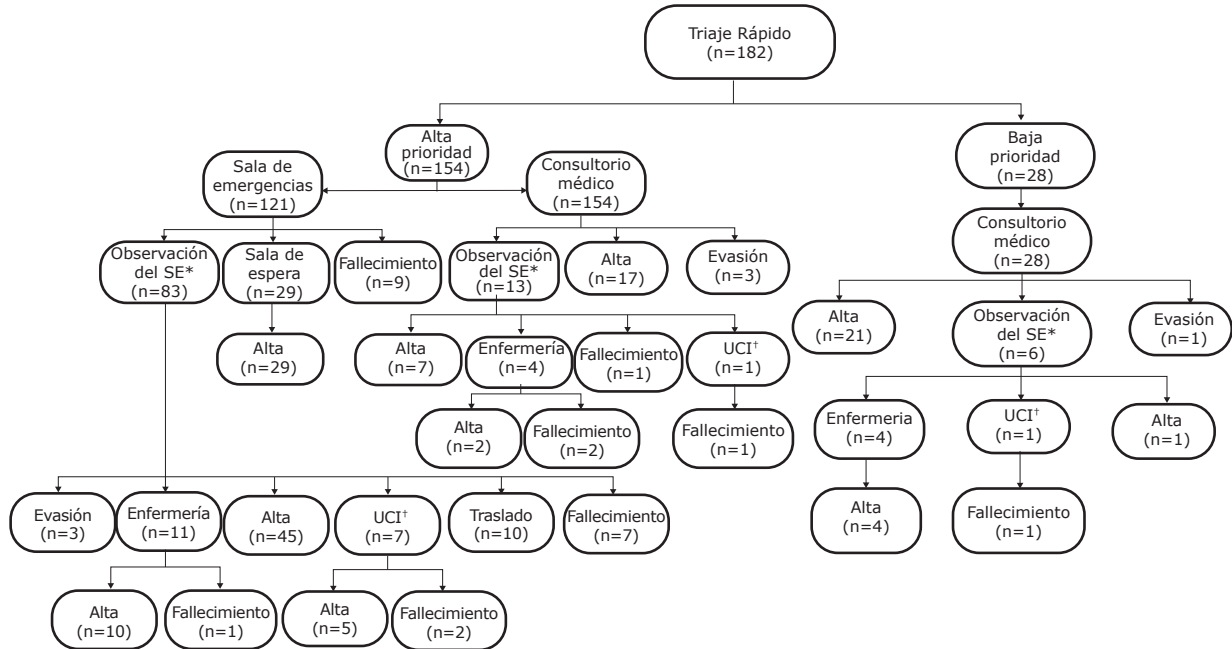 Triaje Rápido
(n=182)
Alta
prioridad
(n=154)
Baja
prioridad
(n=28)
Sala de
emergencias
(n=121)
Consultorio
médico
(n=154)
Consultorio
médico
(n=28)
Observación
del SE*
(n=83)
Sala de
espera
(n=29)
Fallecimiento
(n=9)
Observación
del SE*
(n=13)
Alta
(n=17)
Evasión
(n=3)
Alta
(n=21)
Observación
del SE*
(n=6)
Evasión
(n=1)
Alta
(n=29)
Alta
(n=7)
Enfermería
(n=4)
Fallecimiento
(n=1)
UCI†
(n=1)
Alta
(n=2)
Fallecimiento
(n=2)
Fallecimiento
(n=1)
Enfermeria
(n=4)
UCI†
(n=1)
Alta
(n=1)
Alta
(n=4)
Fallecimiento
(n=1)
Evasión
(n=3)
Enfermería
(n=11)
Alta
(n=45)
UCI†
(n=7)
Traslado
(n=10)
Fallecimiento
(n=7)
Alta
(n=10)
Fallecimiento
(n=1)
Alta
(n=5)
Fallecimiento
(n=2)